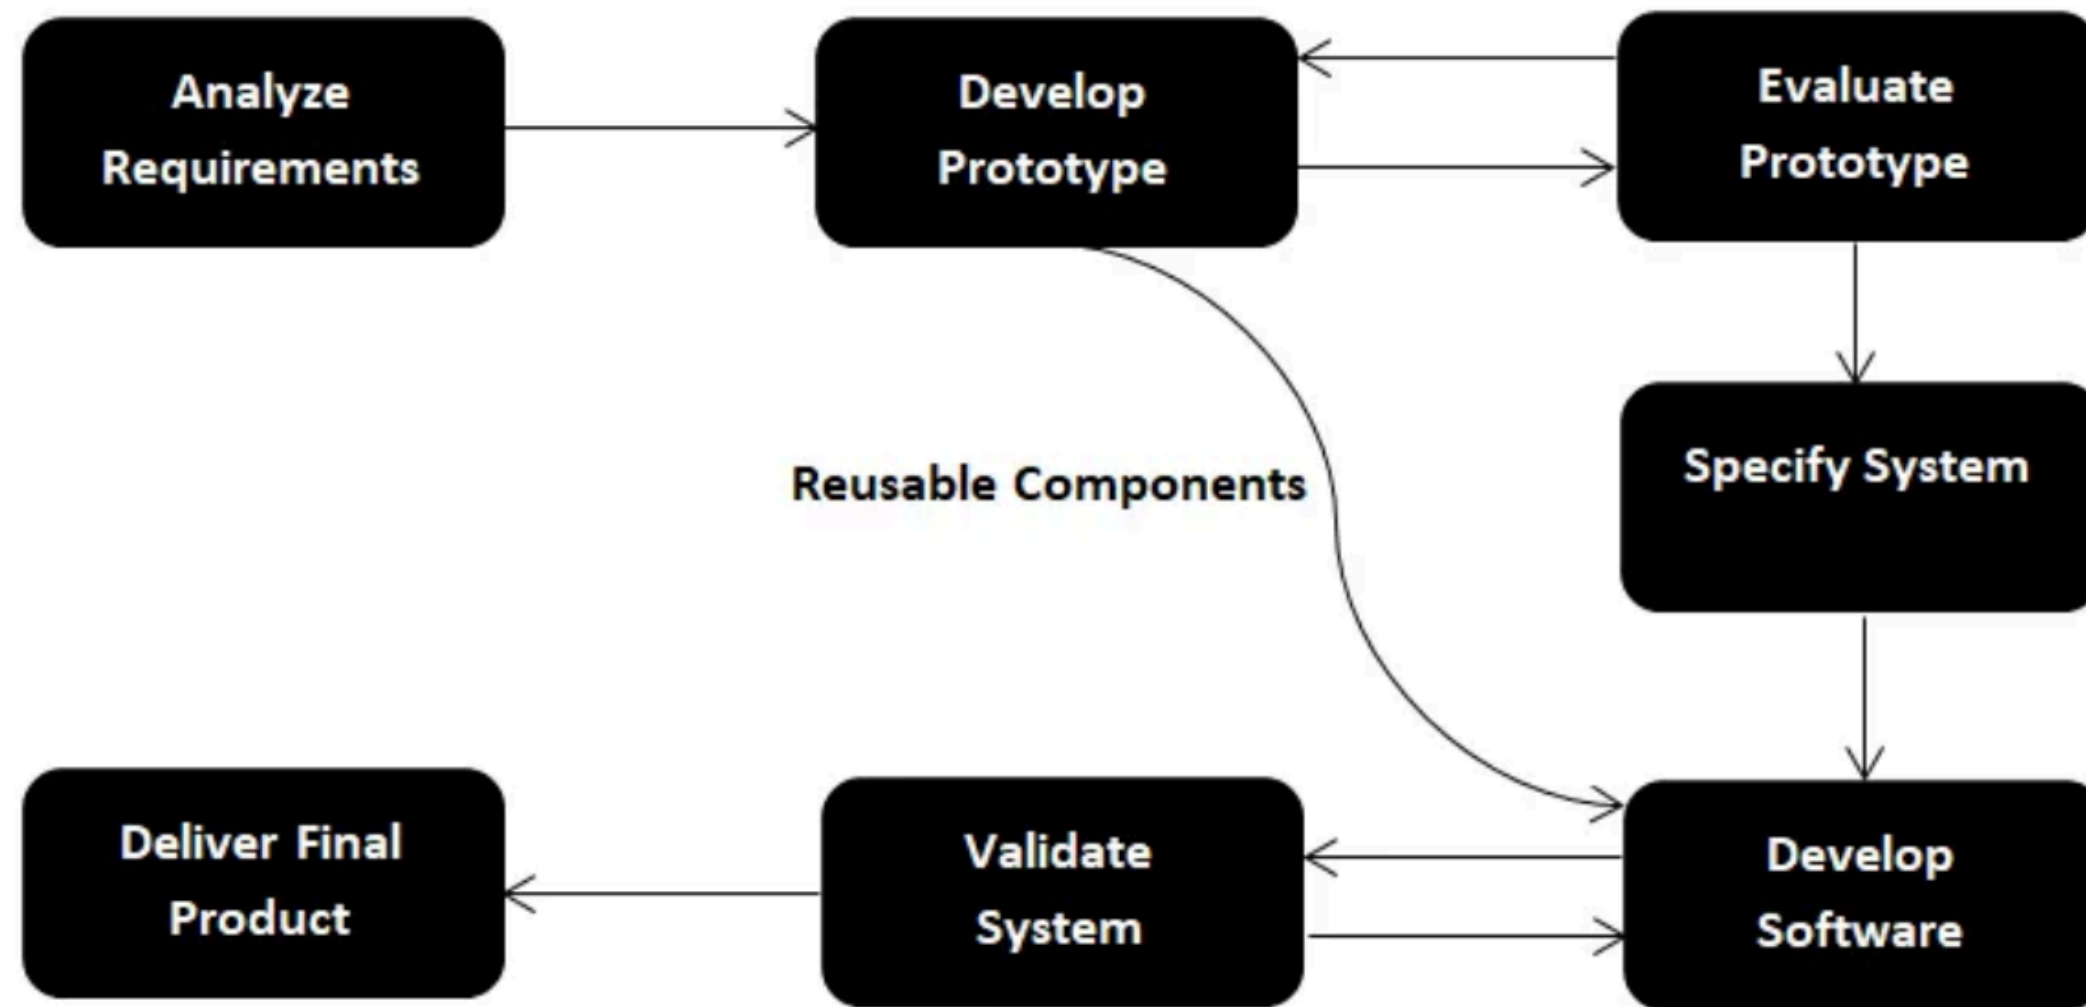 Analyze
Requirements
Develop
Prototype
Evaluate
Prototype
Specify System
Reusable Components
Deliver Final
Product
Validate
System
Develop
Software